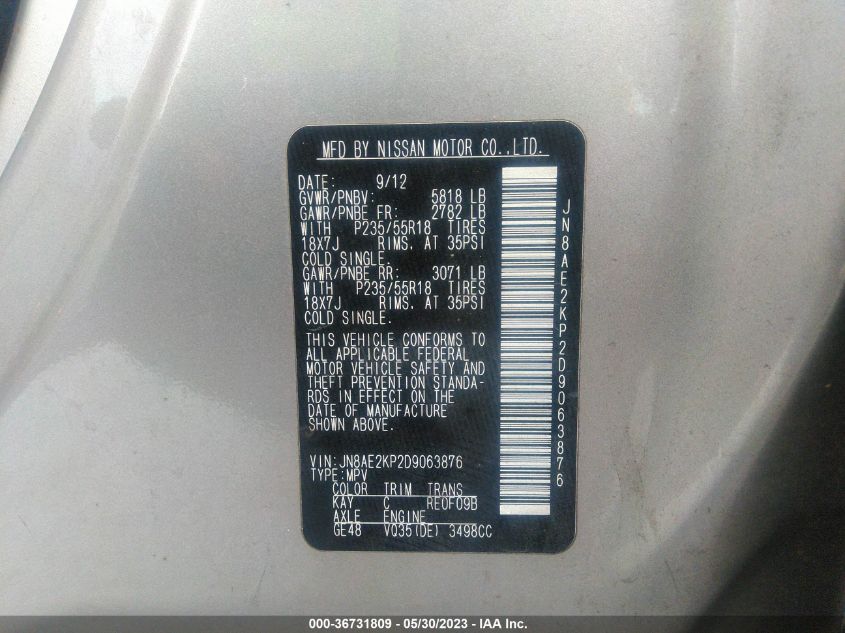 MFD BY NISSAN MOTOR CO.,LTD.
DATE: 9/12
GVWR/PNBV: 5818 LB
GAWR/PNBE FR: 2782 LB
WITH P235/55R18 TIRES
18X7J RIMS. AT 35PSI
COLD SINGLE.
GAWR/PNBE RR: 3071 LB
WITH P235/55R18 TIRES
18X7J RIMS. AT 35PSI
COLD SINGLE.
THIS VEHICLE CONFORMS TO
ALL APPLICABLE FEDERAL
MOTOR VEHICLE SAFETY AND
THEFT PREVENTION STANDA-
RDS IN EFFECT ON THE
DATE OF MANUFACTURE
SHOWN ABOVE.
VIN:JN8AE2KP2D9063876
TYPE:MPV
COLOR TRIM TRANS
KAY C RE0F09B
AXLE ENGINE
GE48 VQ35(DE) 3498CC
JN8AE2KP2D9063876
000-36731809 - 05/30/2023 - IAA Inc.